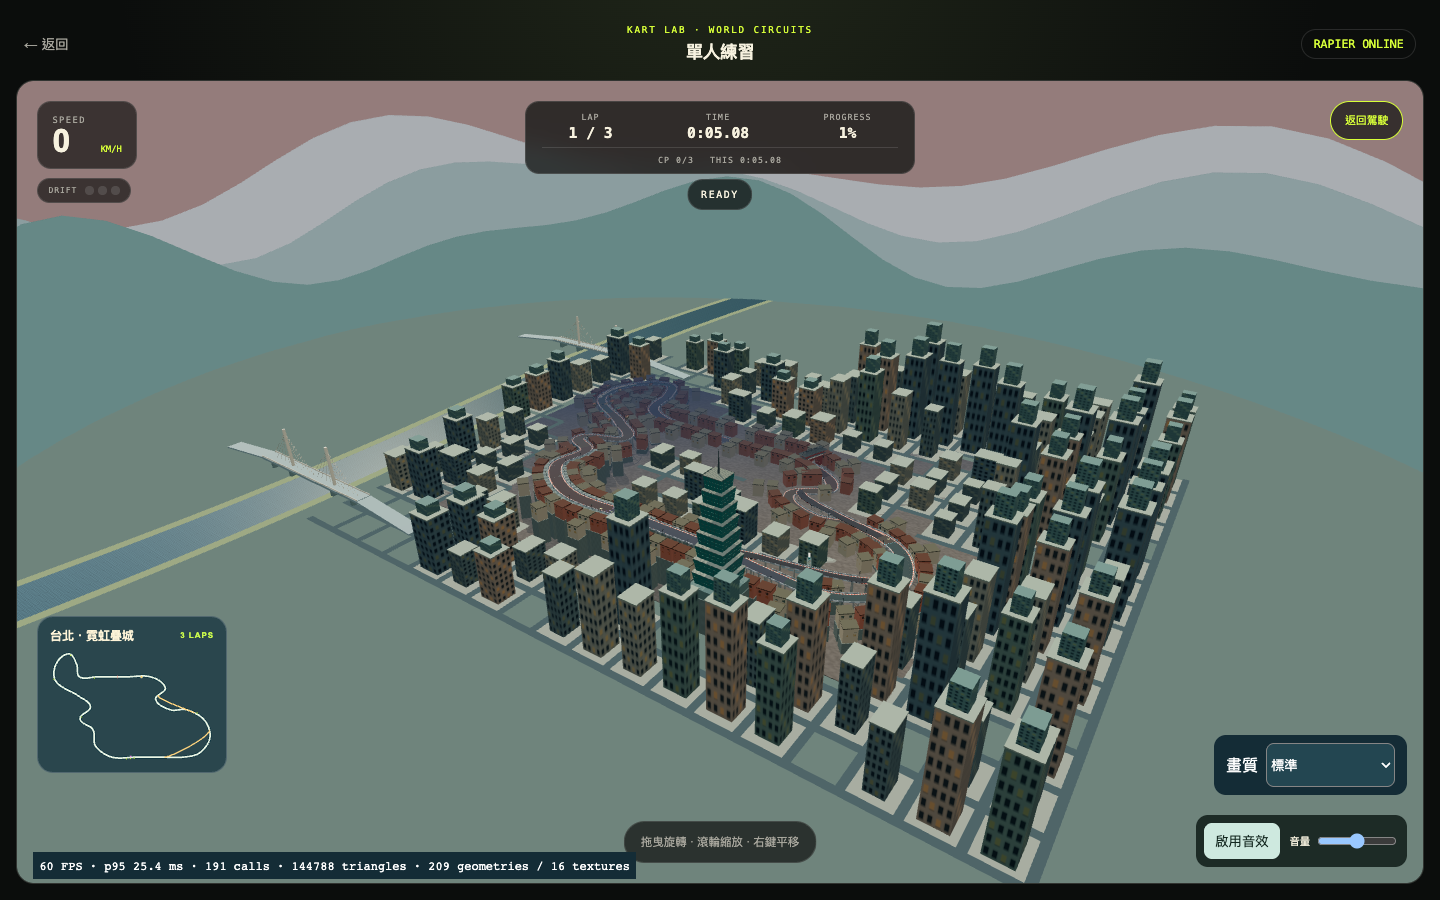 ← 返回
KART LAB · WORLD CIRCUITS
單人練習
RAPIER ONLINE
SPEED
0 KM/H
DRIFT
LAP TIME PROGRESS
1 / 3 0:05.08 1%
CP 0/3 THIS 0:05.08
READY
返回駕駛
台北 · 霓虹疊城 3 LAPS
畫質 標準
拖曳旋轉 · 滾輪縮放 · 右鍵平移
啟用音效 音量
60 FPS · p95 25.4 ms · 191 calls · 144788 triangles · 209 geometries / 16 textures